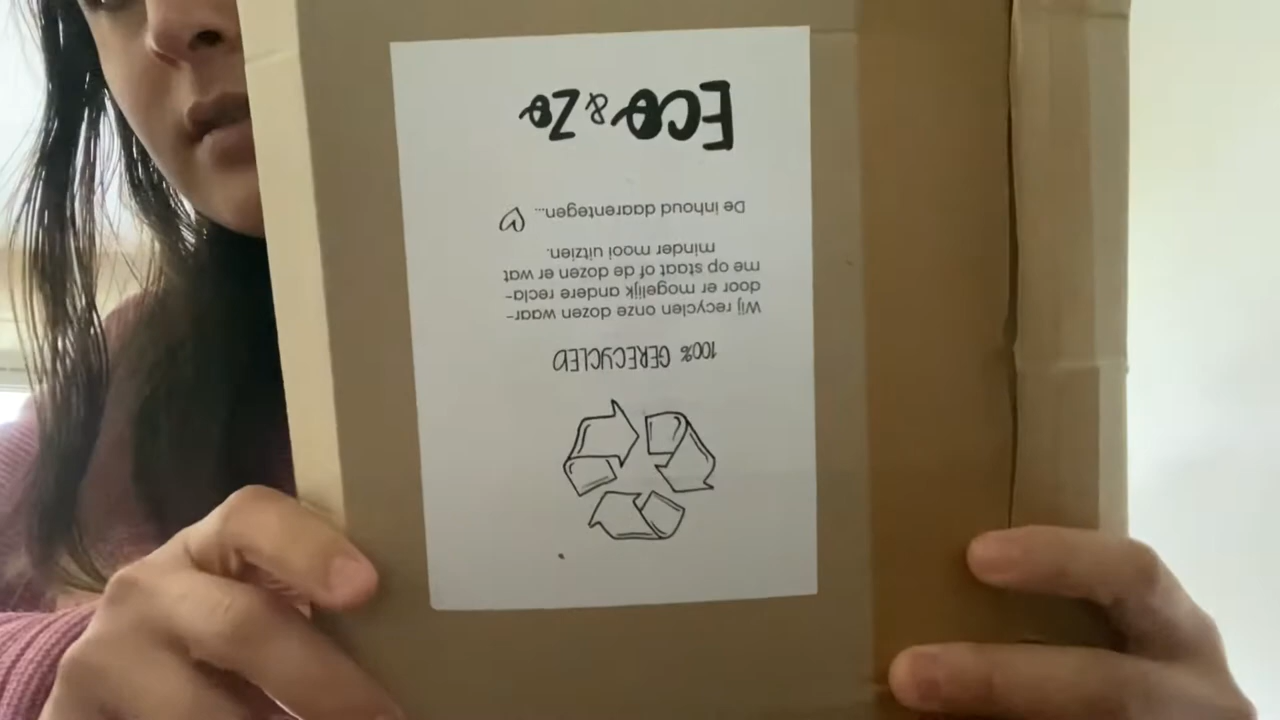 100% GERECYCLED
Wij recyclen onze dozen waar-
door er mogelijk andere recla-
me op staat of de dozen er wat
minder mooi uitzien.
De inhoud daarentegen...
Eco & Zo